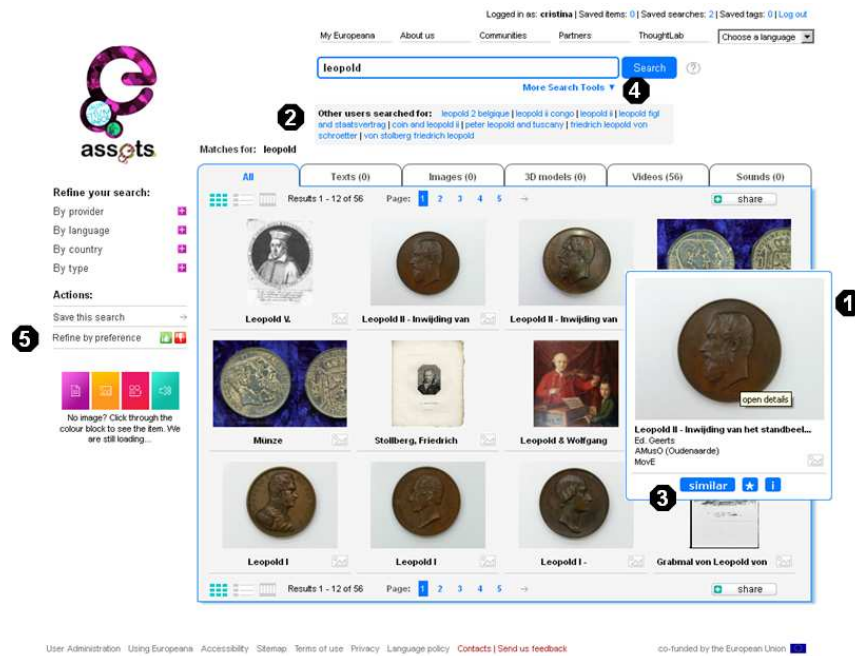 Logged in as: cristina | Saved items: 0 | Saved searches: 2 | Saved tags: 0 | Log out
My Europeana About us Communities Partners ThoughtLab Choose a language
leopold Search ?
More Search Tools ▼ 4
2 Other users searched for: leopold 2 belgique | leopold ii congo | leopold ii | leopold figl
and staatsvertrag | coin and leopold ii | peter leopold and tuscany | friedrich leopold von
schroetter | von stolberg friedrich leopold
assets
Matches for: leopold
All Texts (0) Images (0) 3D models (0) Videos (56) Sounds (0)
Results 1 - 12 of 56 Page: 1 2 3 4 5 → share
Refine your search:
By provider
By language
By country
By type
Actions:
Save this search →
5 Refine by preference
No image? Click through the
colour block to see the item. We
are still loading...
Leopold V. Leopold II - Inwijding van Leopold II - Inwijding van
1
open details
Leopold II - Inwijding van het standbeel...
Ed. Geerts
AMusO (Oudenaarde)
MovE
3 similar i
Münze Stollberg, Friedrich Leopold & Wolfgang
Leopold I Leopold I Leopold I - Grabmal von Leopold von
Results 1 - 12 of 56 Page: 1 2 3 4 5 → share
User Administration Using Europeana Accessibility Sitemap Terms of use Privacy Language policy Contacts | Send us feedback co-funded by the European Union